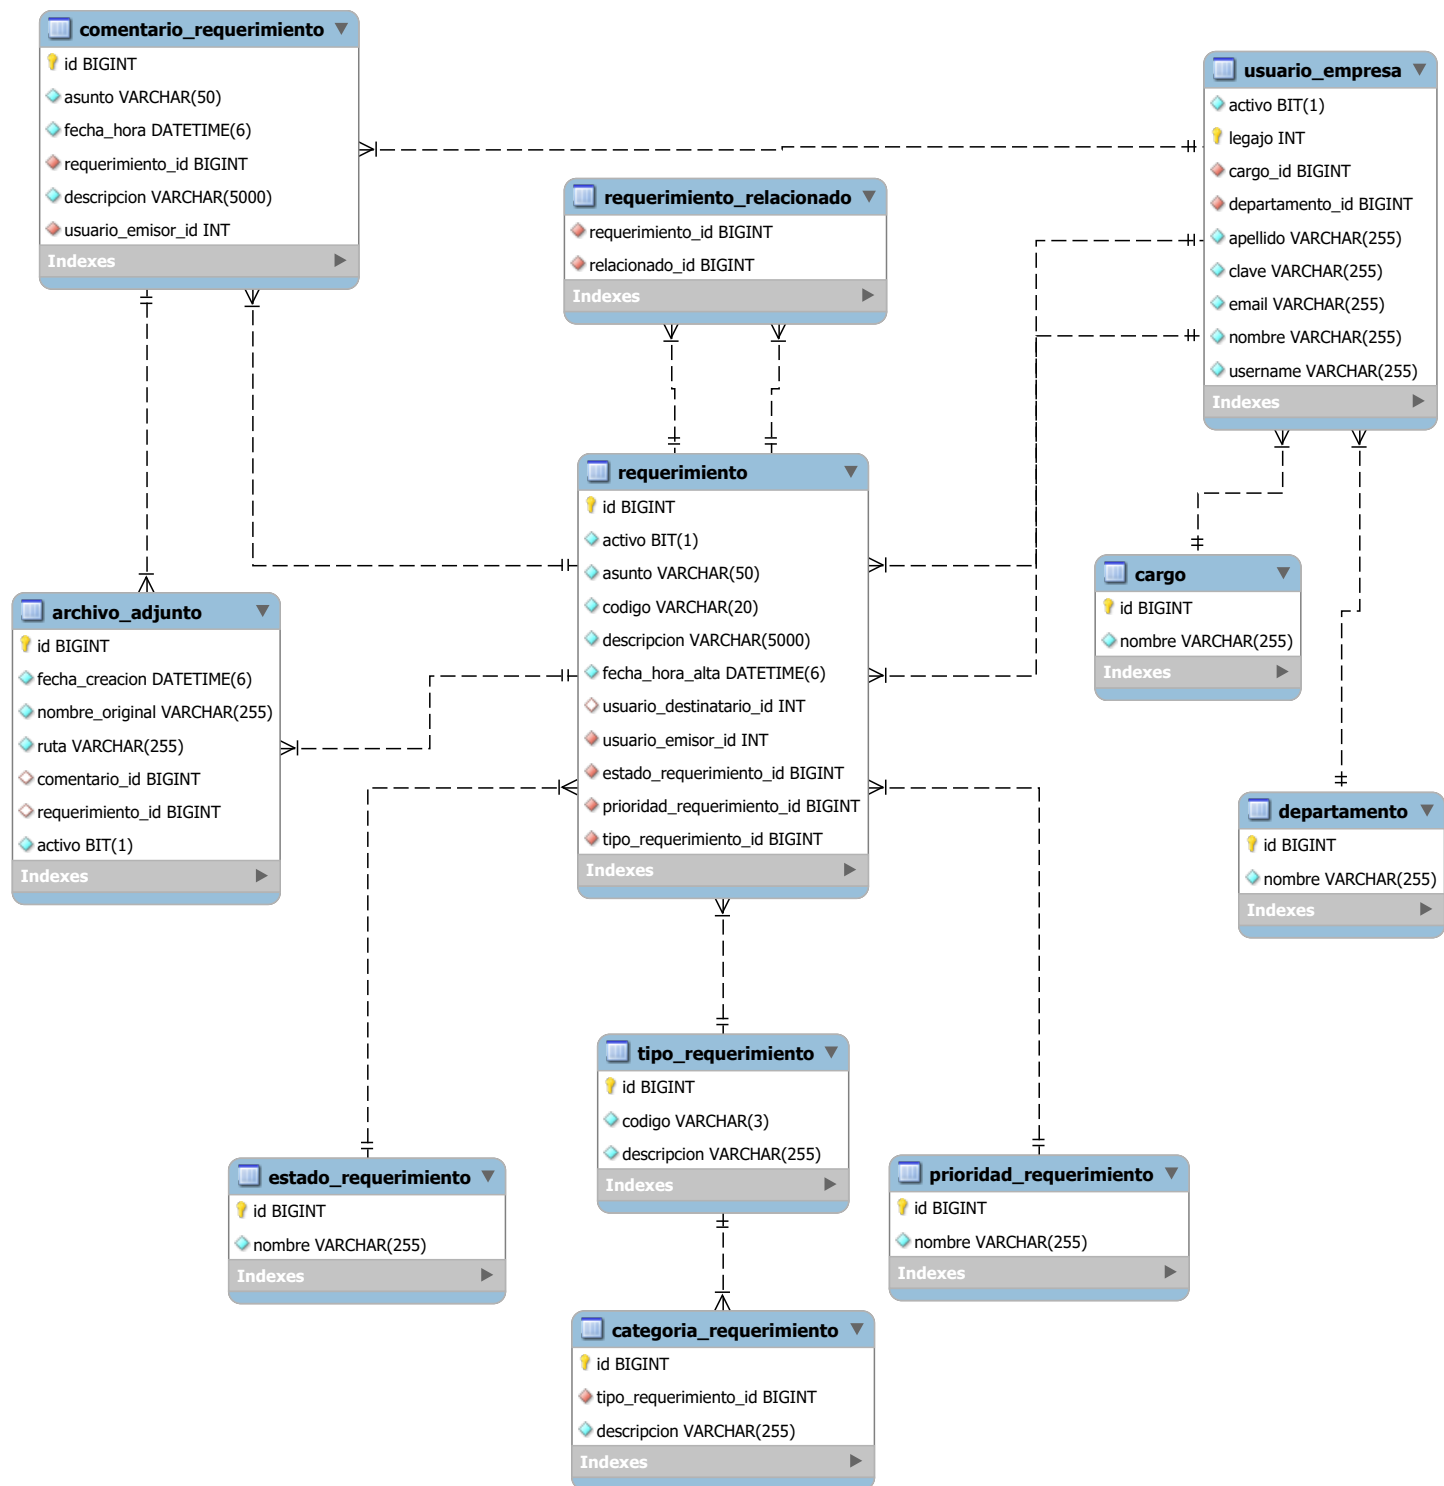 comentario_requerimiento
id BIGINT
asunto VARCHAR(50)
fecha_hora DATETIME(6)
requerimiento_id BIGINT
descripcion VARCHAR(5000)
usuario_emisor_id INT
Indexes
usuario_empresa
activo BIT(1)
legajo INT
cargo_id BIGINT
departamento_id BIGINT
apellido VARCHAR(255)
clave VARCHAR(255)
email VARCHAR(255)
nombre VARCHAR(255)
username VARCHAR(255)
Indexes
requerimiento_relacionado
requerimiento_id BIGINT
relacionado_id BIGINT
Indexes
requerimiento
id BIGINT
activo BIT(1)
asunto VARCHAR(50)
codigo VARCHAR(20)
descripcion VARCHAR(5000)
fecha_hora_alta DATETIME(6)
usuario_destinatario_id INT
usuario_emisor_id INT
estado_requerimiento_id BIGINT
prioridad_requerimiento_id BIGINT
tipo_requerimiento_id BIGINT
Indexes
cargo
id BIGINT
nombre VARCHAR(255)
Indexes
archivo_adjunto
id BIGINT
fecha_creacion DATETIME(6)
nombre_original VARCHAR(255)
ruta VARCHAR(255)
comentario_id BIGINT
requerimiento_id BIGINT
activo BIT(1)
Indexes
departamento
id BIGINT
nombre VARCHAR(255)
Indexes
tipo_requerimiento
id BIGINT
codigo VARCHAR(3)
descripcion VARCHAR(255)
Indexes
estado_requerimiento
id BIGINT
nombre VARCHAR(255)
Indexes
prioridad_requerimiento
id BIGINT
nombre VARCHAR(255)
Indexes
categoria_requerimiento
id BIGINT
tipo_requerimiento_id BIGINT
descripcion VARCHAR(255)
Indexes